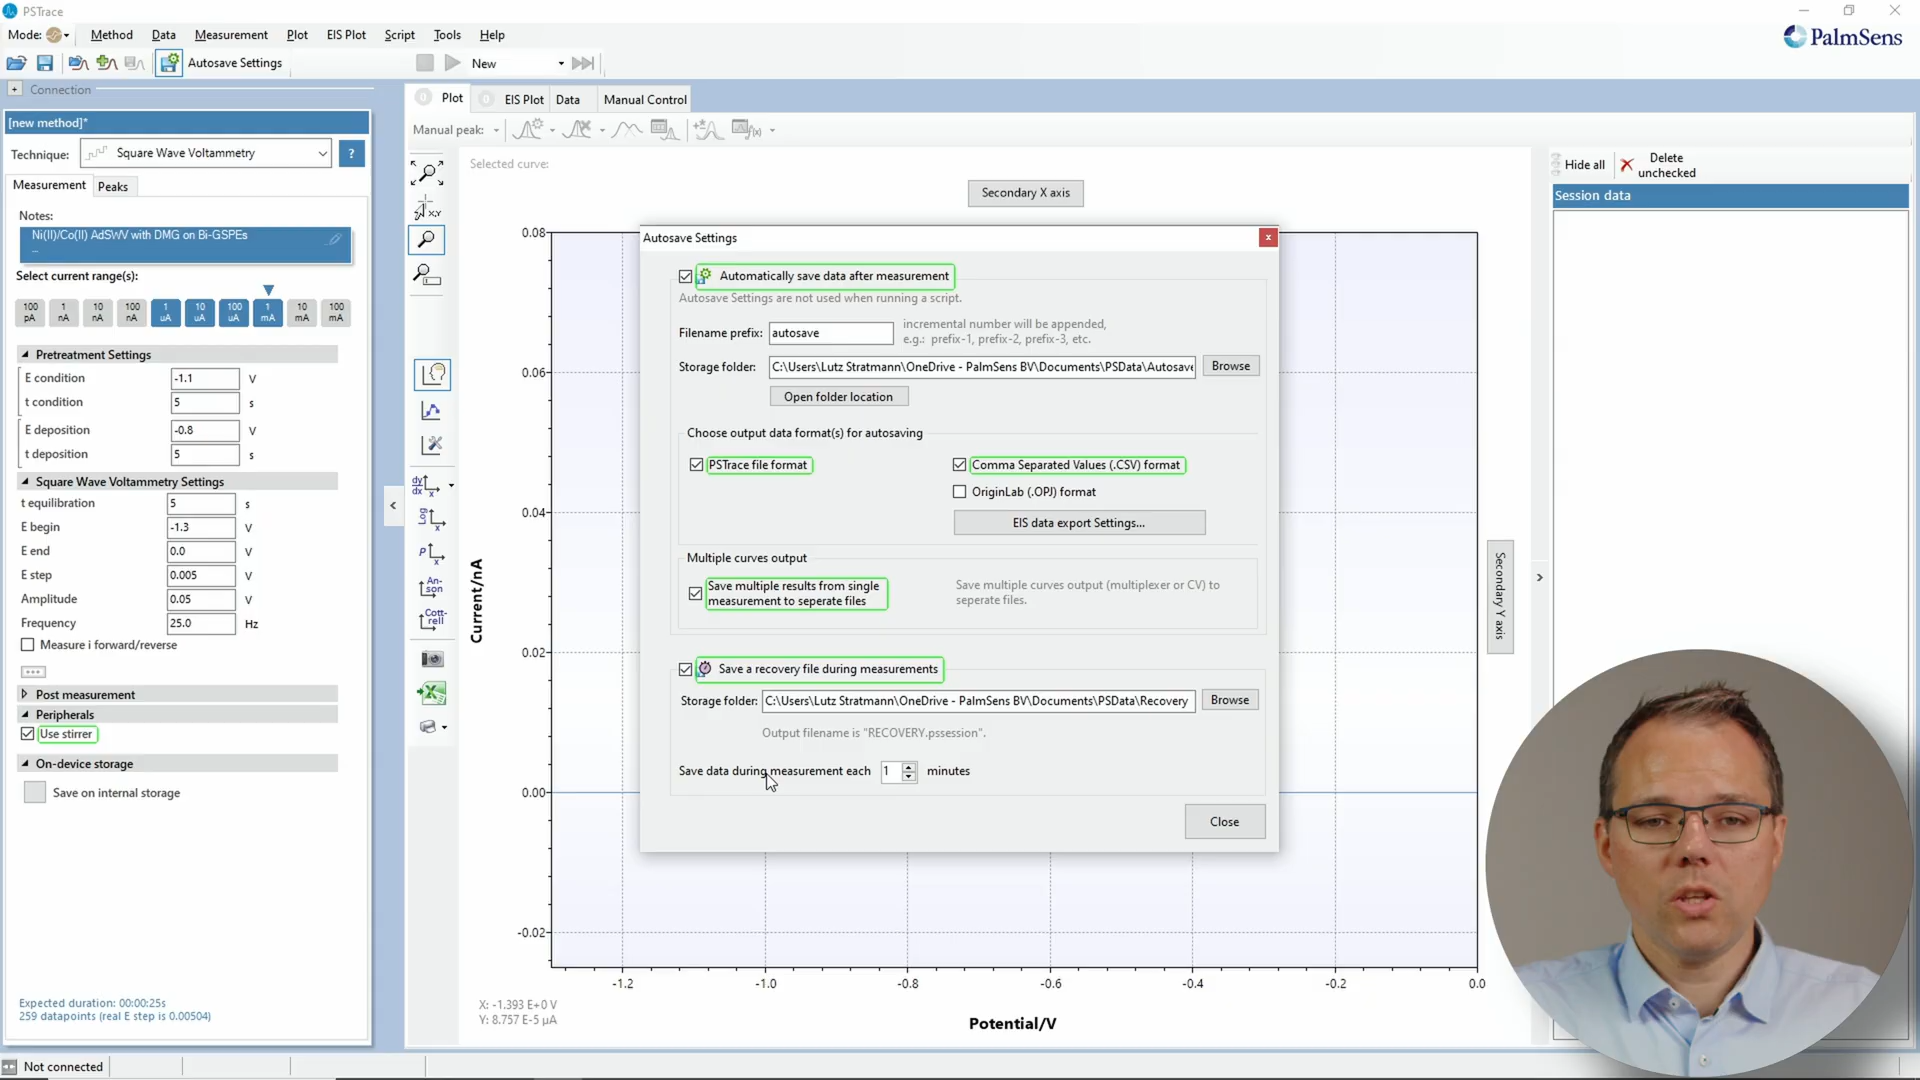 PSTrace
Mode:
Method Data Measurement Plot EIS Plot Script Tools Help
PalmSens
Autosave Settings
New
Connection
[new method]*
Technique: Square Wave Voltammetry ?
Measurement Peaks
Notes:
Ni(II)/Co(II) AdSWV with DMG on Bi-GSPEs
Select current range(s):
100 pA 1 nA 10 nA 100 nA 1 uA 10 uA 100 uA 1 mA 10 mA 100 mA
Pretreatment Settings
E condition -1.1 V
t condition 5 s
E deposition -0.8 V
t deposition 5 s
Square Wave Voltammetry Settings
t equilibration 5 s
E begin -1.3 V
E end 0.0 V
E step 0.005 V
Amplitude 0.05 V
Frequency 25.0 Hz
Measure i forward/reverse
Post measurement
Peripherals
Use stirrer
On-device storage
Save on internal storage
Expected duration: 00:00:25s
259 datapoints (real E step is 0.00504)
Not connected
Plot EIS Plot Data Manual Control
Manual peak:
Selected curve:
Secondary X axis
x,y
dy/dx x
Log x
P x
An-son
Cott-rell
0.08
0.06
0.04
0.02
0.00
-0.02
Current/nA
-1.2 -1.0 -0.8 -0.6 -0.4 -0.2 0.0
Potential/V
X: -1.393 E+0 V
Y: 8.757 E-5 µA
Secondary Y axis
Hide all Delete unchecked
Session data
Autosave Settings
Automatically save data after measurement
Autosave Settings are not used when running a script.
Filename prefix: autosave
incremental number will be appended,
e.g.: prefix-1, prefix-2, prefix-3, etc.
Storage folder: C:\Users\Lutz Stratmann\OneDrive - PalmSens BV\Documents\PSData\Autosave Browse
Open folder location
Choose output data format(s) for autosaving
PSTrace file format
Comma Separated Values (.CSV) format
OriginLab (.OPJ) format
EIS data export Settings...
Multiple curves output
Save multiple results from single
measurement to seperate files
Save multiple curves output (multiplexer or CV) to
seperate files.
Save a recovery file during measurements
Storage folder: C:\Users\Lutz Stratmann\OneDrive - PalmSens BV\Documents\PSData\Recovery Browse
Output filename is "RECOVERY.pssession".
Save data during measurement each 1 minutes
Close